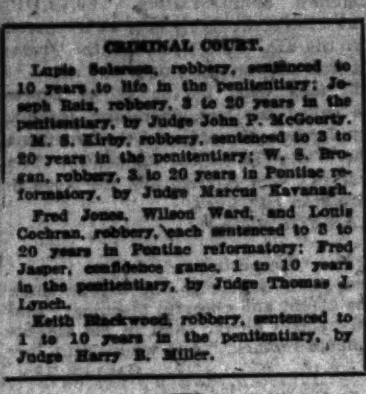 CRIMINAL COURT.
Lupie robbery, sentenced to
10 years to life in the penitentiary; Jo-
seph Reis, robbery, 3 to 20 years in the
penitentiary, by Judge John P. McGoorty.
M. S. Kirby, robbery, sentenced to 3 to
20 years in the penitentiary; W. S. Bro-
gan, robbery, 3 to 20 years in Pontiac re-
formatory, by Judge Marcus Kavanagh.
Fred Jones, Wilson Ward, and Louis
Cochran, robbery, each sentenced to 3 to
20 years in Pontiac reformatory; Fred
Jasper, confidence game, 1 to 10 years
in the penitentiary, by Judge Thomas J.
Lynch.
Keith Blackwood, robbery, sentenced to
1 to 10 years in the penitentiary, by
Judge Harry B. Miller.